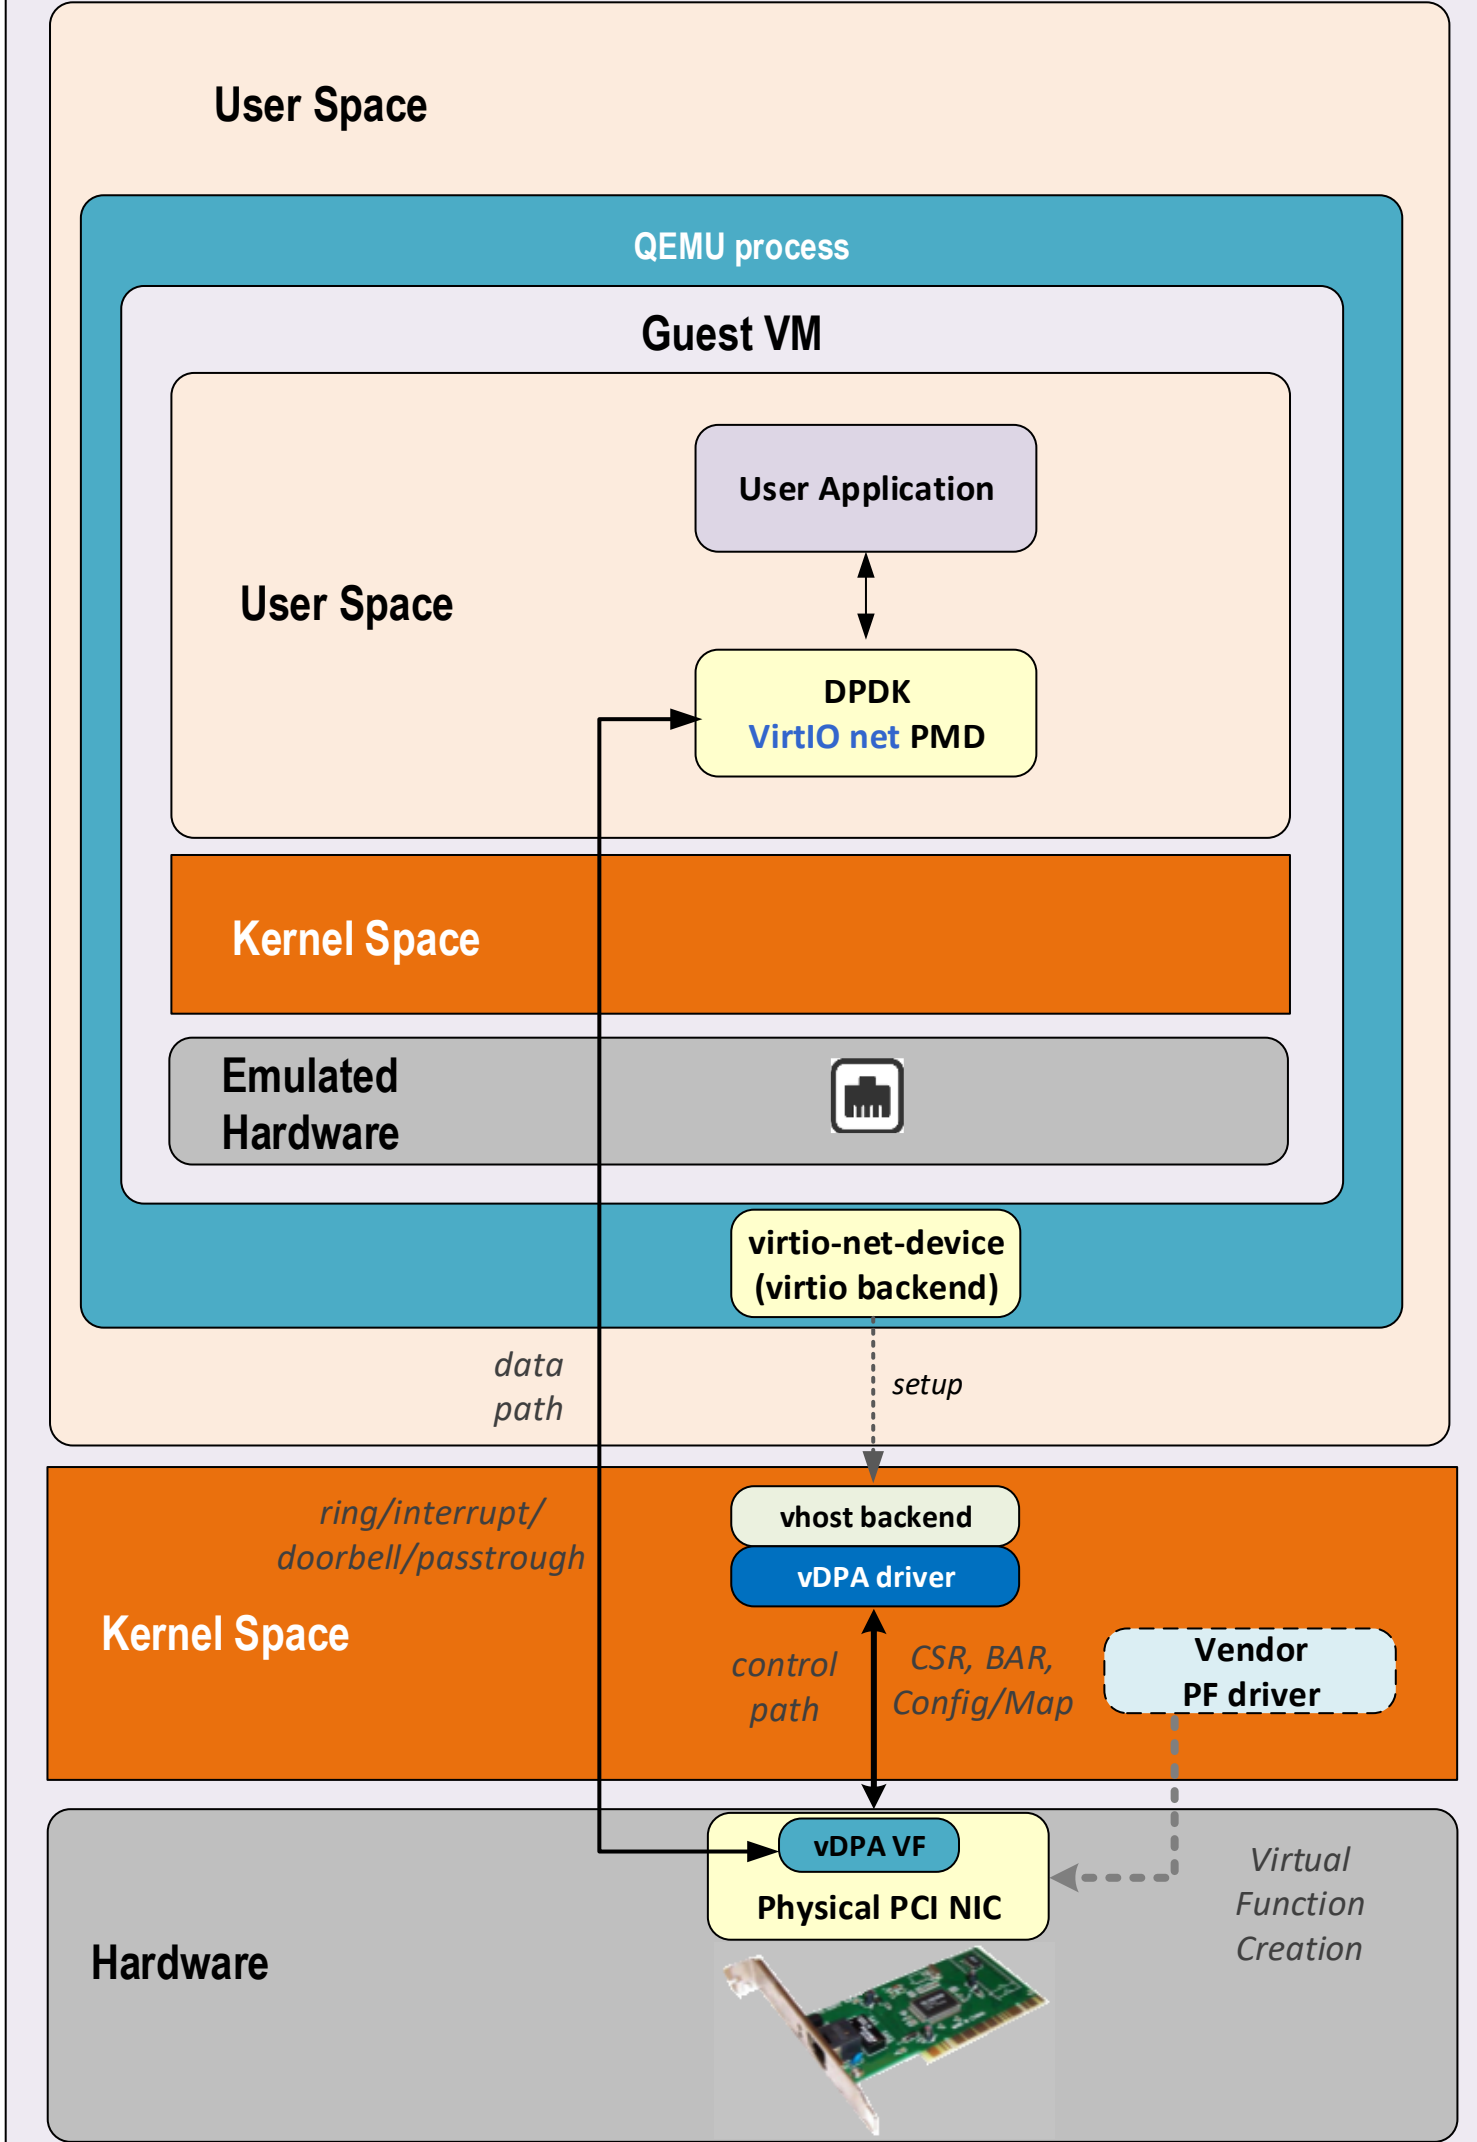 User Space
QEMU process
Guest VM
User Application
User Space
DPDK
VirtIO net PMD
Kernel Space
Emulated
Hardware
virtio-net-device
(virtio backend)
data
path
setup
ring/interrupt/
doorbell/passtrough
vhost backend
vDPA driver
Kernel Space
control
path
CSR, BAR,
Config/Map
Vendor
PF driver
vDPA VF
Physical PCI NIC
Virtual
Function
Creation
Hardware